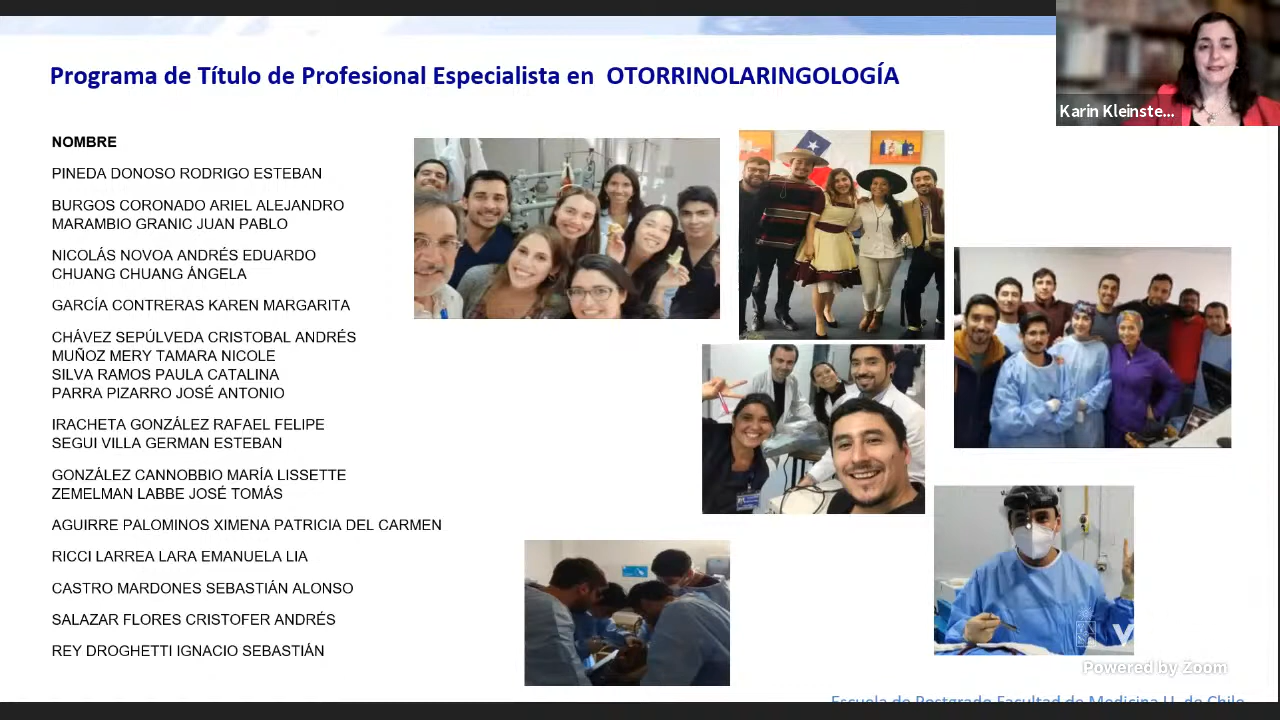 Programa de Título de Profesional Especialista en OTORRINOLARINGOLOGÍA
Karin Kleinste...
NOMBRE
PINEDA DONOSO RODRIGO ESTEBAN
BURGOS CORONADO ARIEL ALEJANDRO
MARAMBIO GRANIC JUAN PABLO
NICOLÁS NOVOA ANDRÉS EDUARDO
CHUANG CHUANG ÁNGELA
GARCÍA CONTRERAS KAREN MARGARITA
CHÁVEZ SEPÚLVEDA CRISTOBAL ANDRÉS
MUÑOZ MERY TAMARA NICOLE
SILVA RAMOS PAULA CATALINA
PARRA PIZARRO JOSÉ ANTONIO
IRACHETA GONZÁLEZ RAFAEL FELIPE
SEGUI VILLA GERMAN ESTEBAN
GONZÁLEZ CANNOBBIO MARÍA LISSETTE
ZEMELMAN LABBE JOSÉ TOMÁS
AGUIRRE PALOMINOS XIMENA PATRICIA DEL CARMEN
RICCI LARREA LARA EMANUELA LIA
CASTRO MARDONES SEBASTIÁN ALONSO
SALAZAR FLORES CRISTOFER ANDRÉS
REY DROGHETTI IGNACIO SEBASTIÁN
Powered by Zoom
Escuela de Postgrado Facultad de Medicina U. de Chile